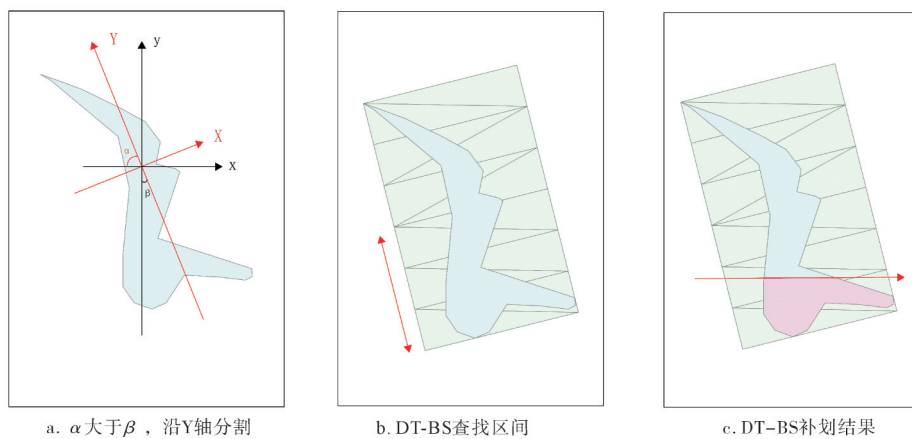 Y
y
X
α
x
β
a. α大于β , 沿Y轴分割
b. DT-BS查找区间
c. DT-BS补划结果